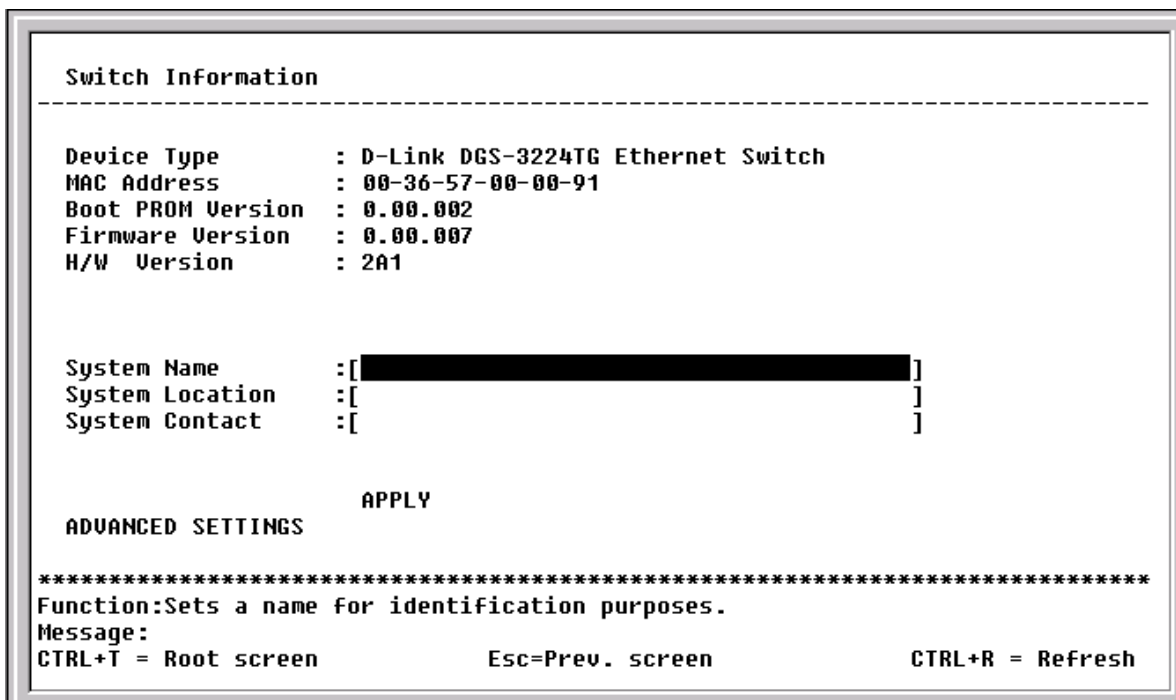 Switch Information
--------------------------------------------------------------------------------
Device Type : D-Link DGS-3224TG Ethernet Switch
MAC Address : 00-36-57-00-00-91
Boot PROM Version : 0.00.002
Firmware Version : 0.00.007
H/W Version : 2A1
System Name :[ ]
System Location :[ ]
System Contact :[ ]
APPLY
ADVANCED SETTINGS
********************************************************************************
Function:Sets a name for identification purposes.
Message:
CTRL+T = Root screen Esc=Prev. screen CTRL+R = Refresh